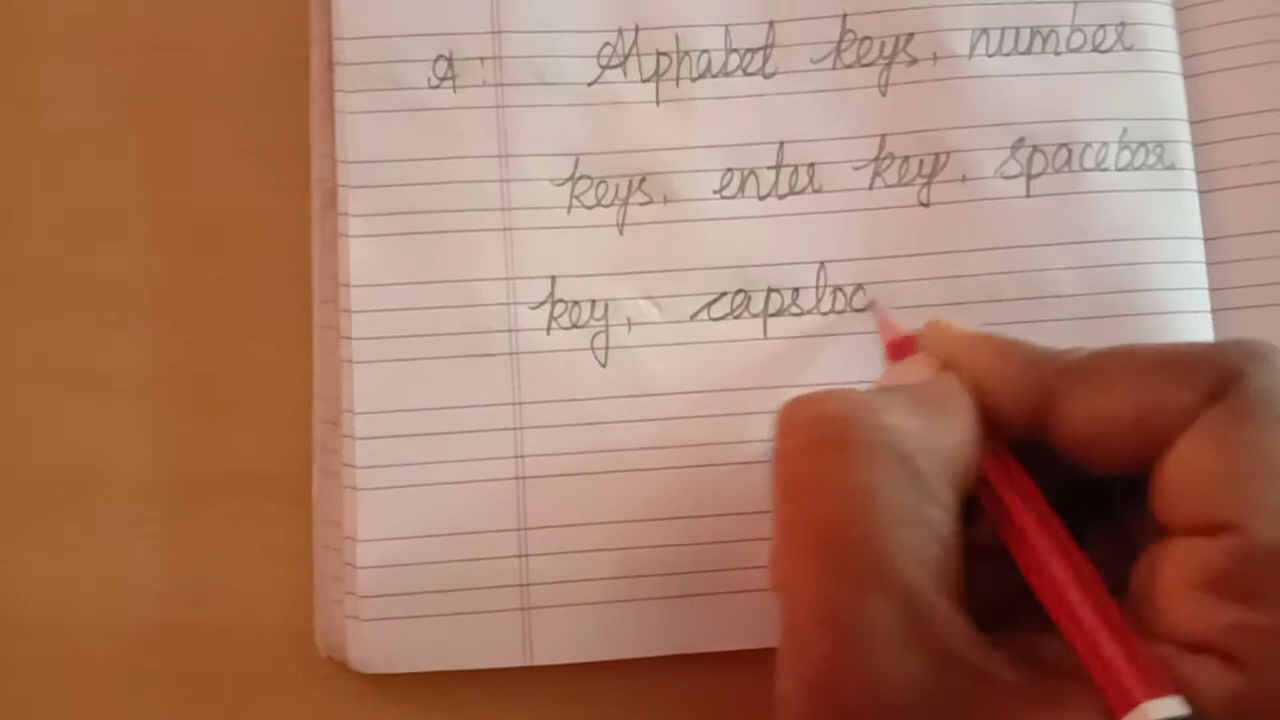 A: Alphabet keys, number
keys, enter key, spacebar
key, capsloc